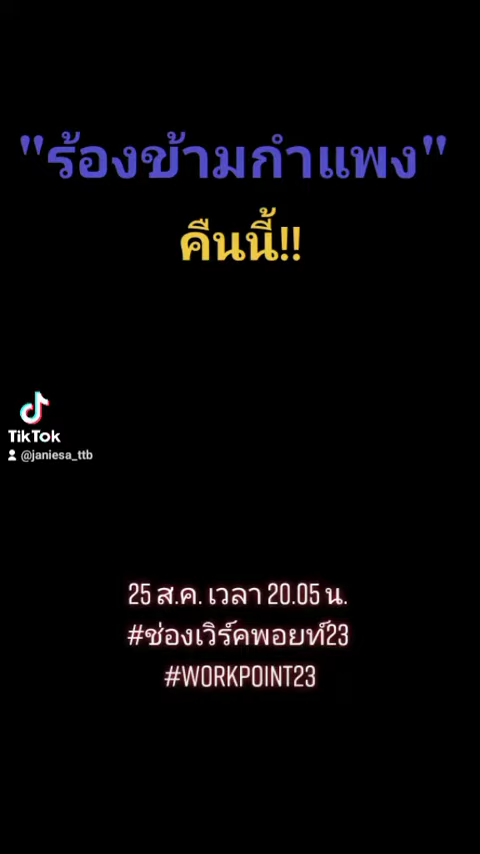 "ร้องข้ามกำแพง"
คืนนี้!!
TikTok
@janiesa_ttb
25 ส.ค. เวลา 20.05 น.
#ช่องเวิร์คพอยท์23
#WORKPOINT23